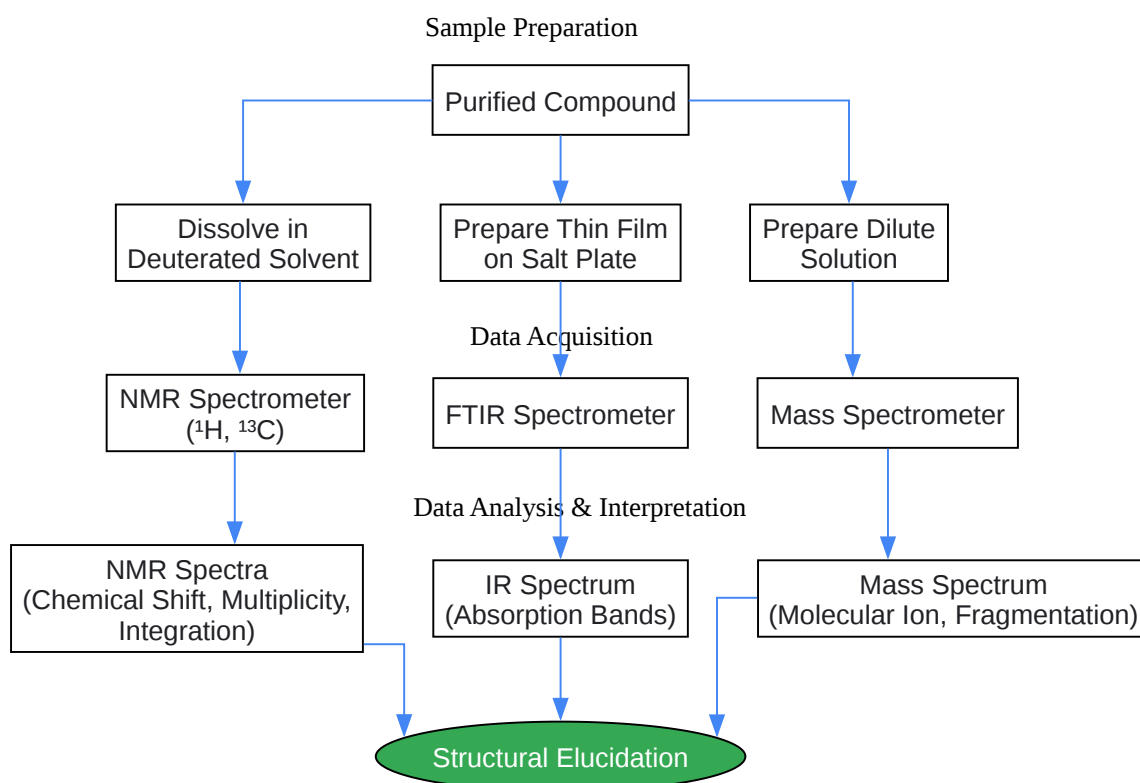 Sample Preparation
Purified Compound
Dissolve in
Deuterated Solvent
Prepare Thin Film
on Salt Plate
Prepare Dilute
Solution
Data Acquisition
NMR Spectrometer
(¹H, ¹³C)
FTIR Spectrometer
Mass Spectrometer
Data Analysis & Interpretation
NMR Spectra
(Chemical Shift, Multiplicity,
Integration)
IR Spectrum
(Absorption Bands)
Mass Spectrum
(Molecular Ion, Fragmentation)
Structural Elucidation